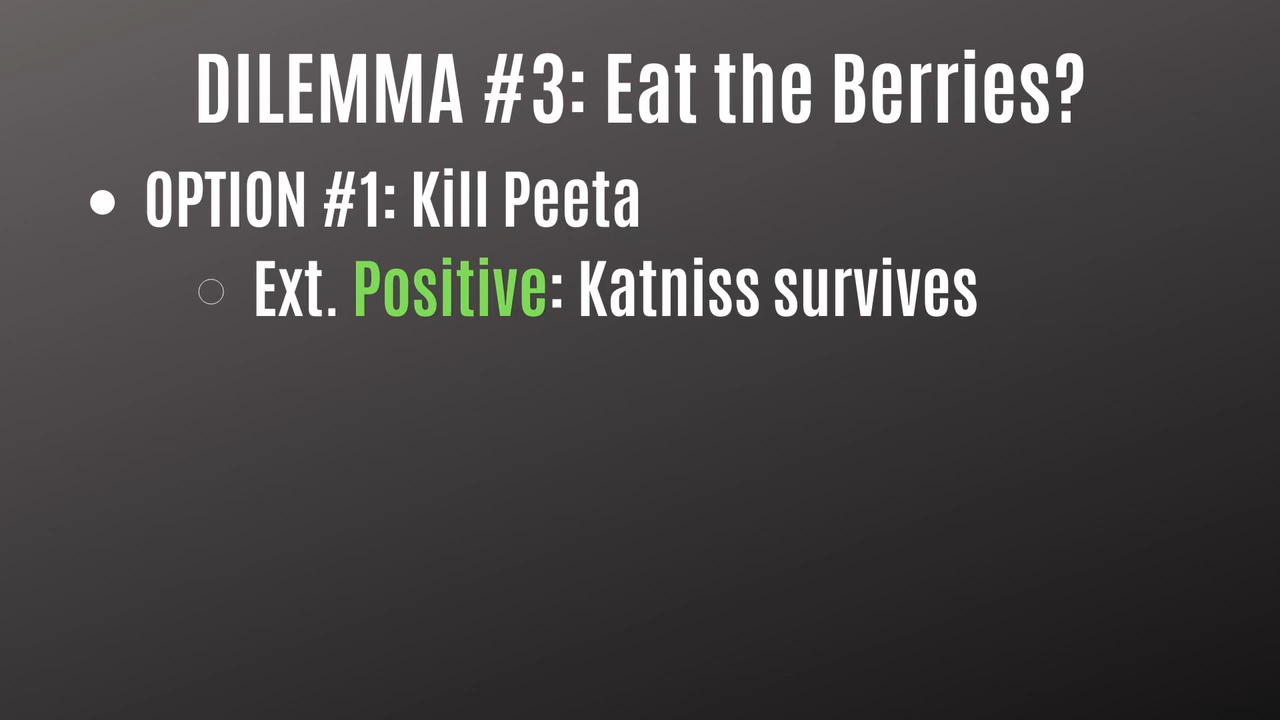 DILEMMA #3: Eat the Berries?
• OPTION #1: Kill Peeta
○ Ext. Positive: Katniss survives